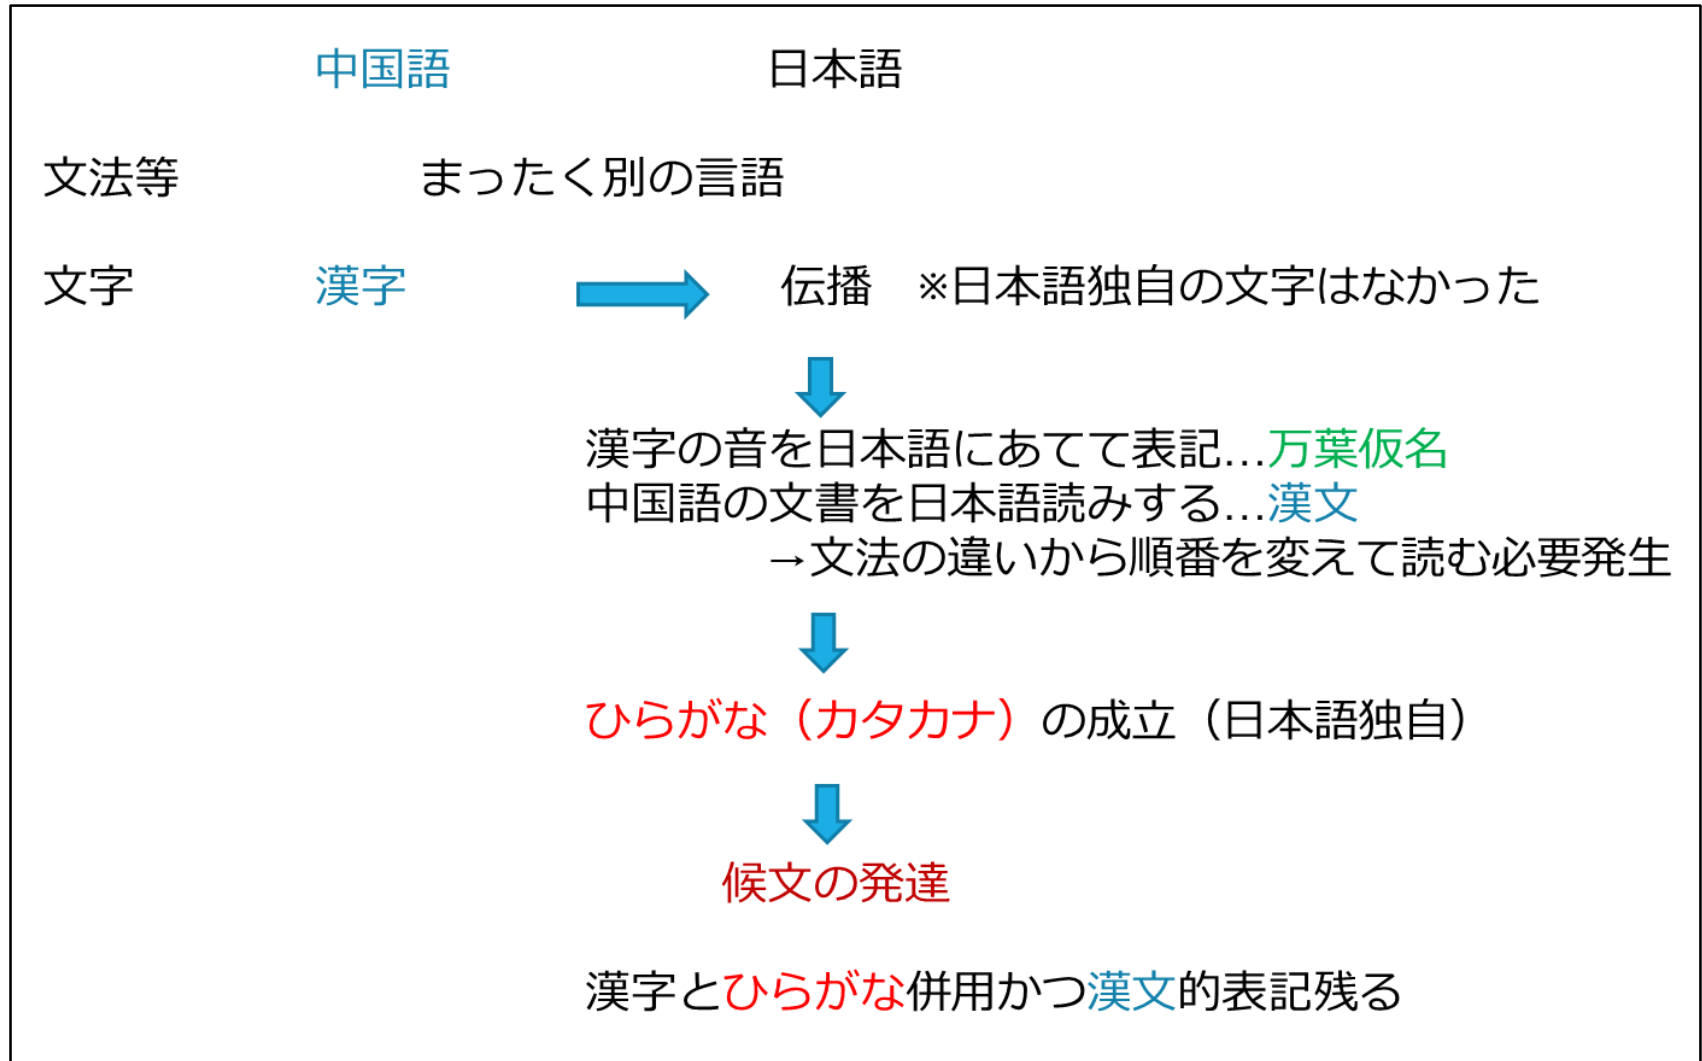 中国語 日本語
文法等 まったく別の言語
文字 漢字 伝播 ※日本語独自の文字はなかった
漢字の音を日本語にあてて表記…万葉仮名
中国語の文書を日本語読みする…漢文
→文法の違いから順番を変えて読む必要発生
ひらがな（カタカナ）の成立（日本語独自）
候文の発達
漢字とひらがな併用かつ漢文的表記残る